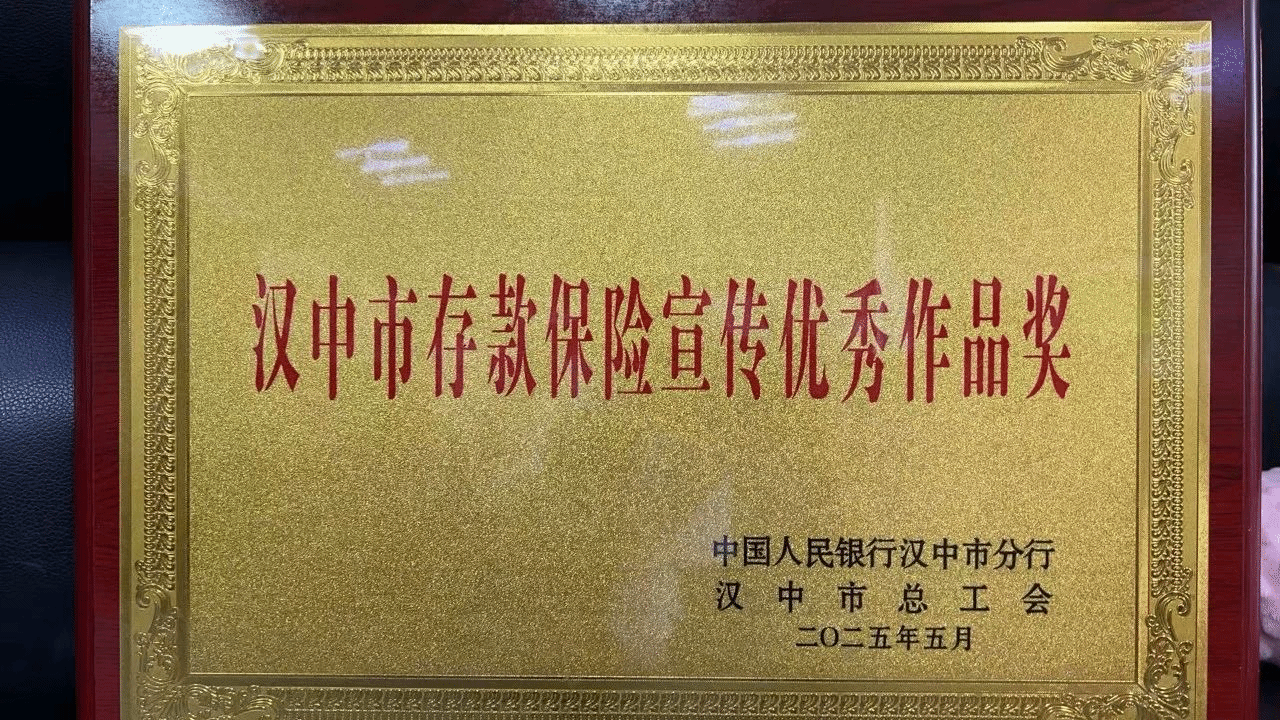 汉中市存款保险宣传优秀作品奖
中国人民银行汉中市分行
汉中市总工会
二〇二五年五月